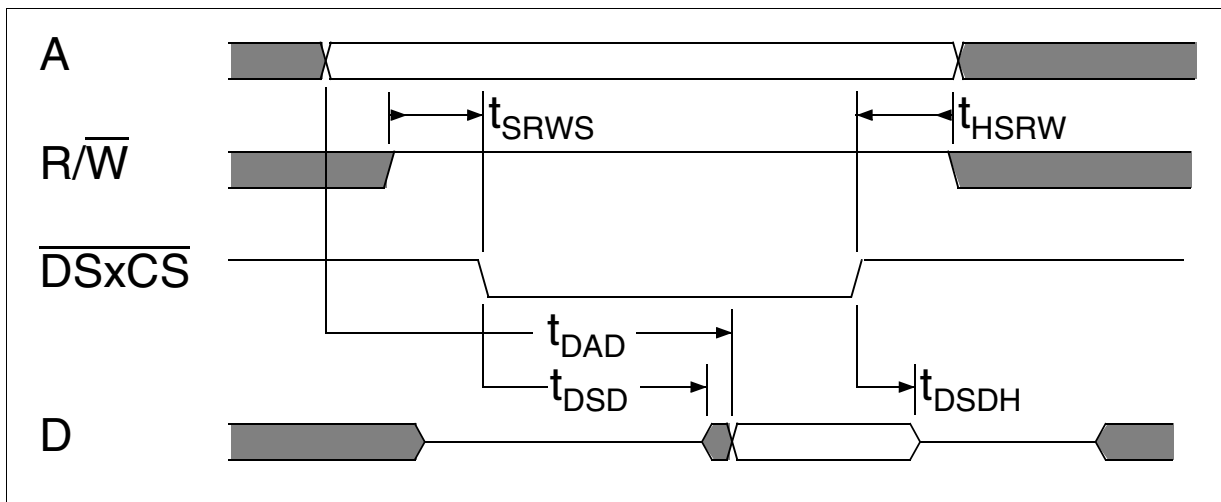 A
tSRWS
tHSRW
R/W
DSxCS
tDAD
tDSD
tDSDH
D